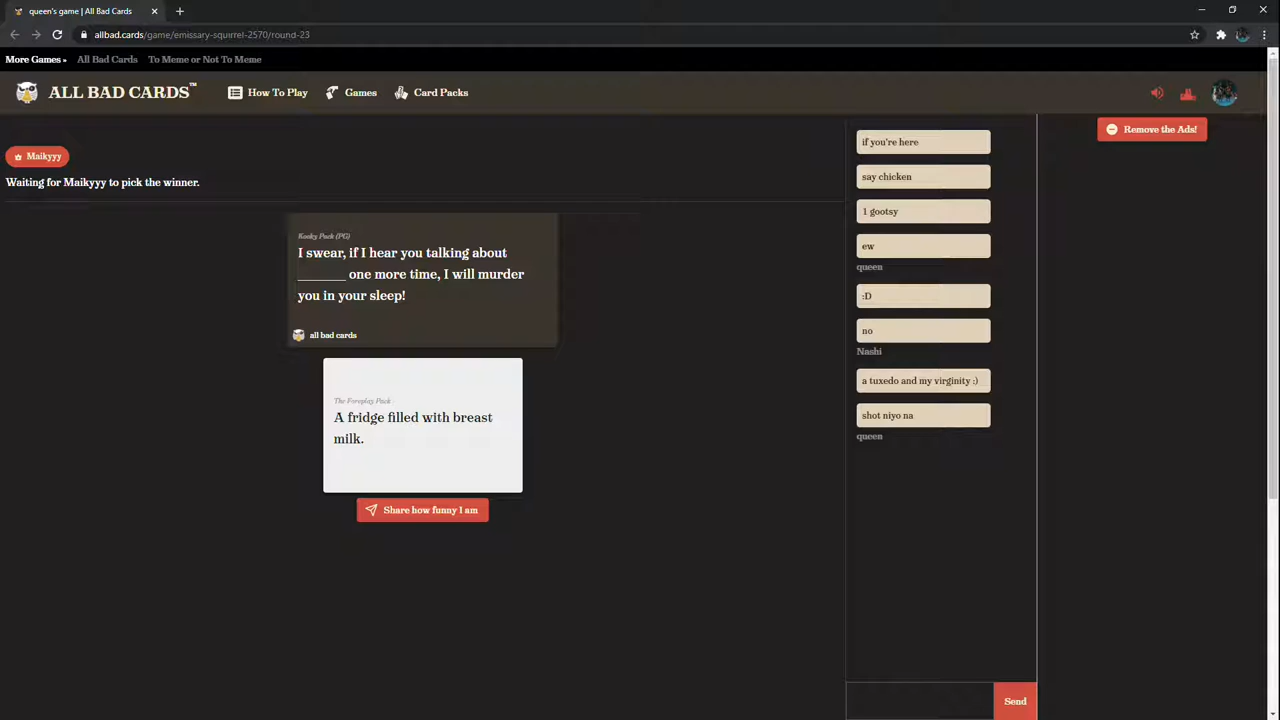 queen's game | All Bad Cards
allbad.cards/game/emissary-squirrel-2570/round-23
More Games » All Bad Cards To Meme or Not To Meme
ALL BAD CARDS™ How To Play Games Card Packs
Remove the Ads!
Maikyyy
Waiting for Maikyyy to pick the winner.
Kooky Pack (PG)
I swear, if I hear you talking about
_______ one more time, I will murder
you in your sleep!
all bad cards
The Foreplay Pack
A fridge filled with breast
milk.
Share how funny I am
if you're here
say chicken
1 gootsy
ew
queen
:D
no
Nashi
a tuxedo and my virginity ;)
shot niyo na
queen
Send